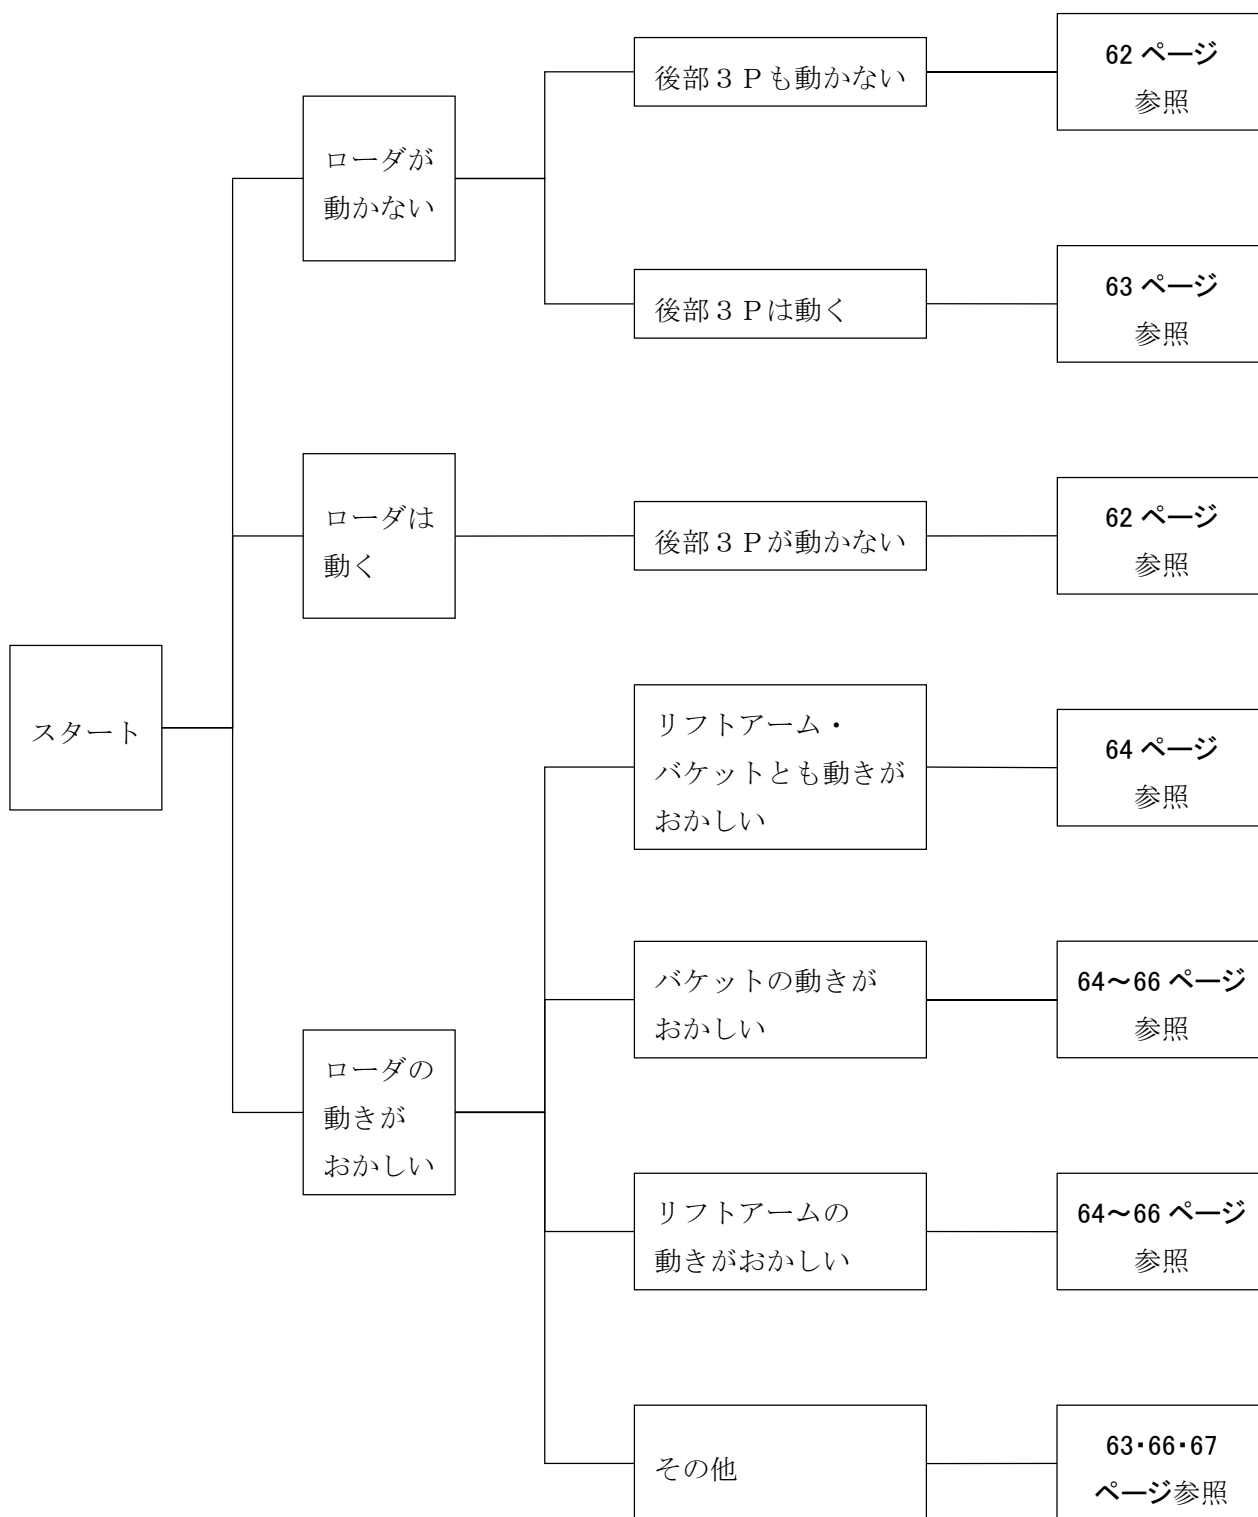 スタート
ローダが
動かない
後部３Ｐも動かない
62 ページ
参照
後部３Ｐは動く
63 ページ
参照
ローダは
動く
後部３Ｐが動かない
62 ページ
参照
ローダの
動きが
おかしい
リフトアーム・
バケットとも動きが
おかしい
64 ページ
参照
バケットの動きが
おかしい
64～66 ページ
参照
リフトアームの
動きがおかしい
64～66 ページ
参照
その他
63・66・67
ページ参照